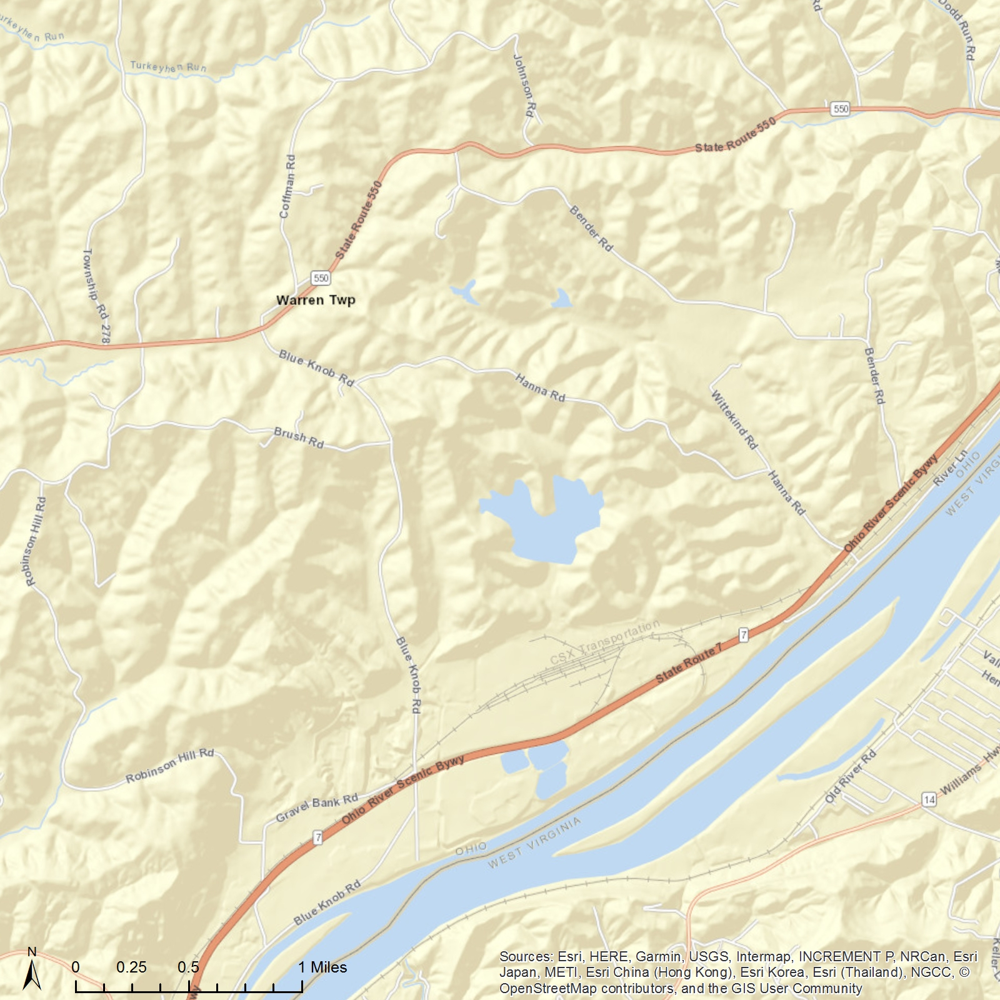 Turkeyhen Run
Turkeyhen Run
Johnson Rd
Rd
Dodd Run Rd
550
State Route 550
Coffman Rd
State Route 550
Bender Rd
Township Rd 278
550
Warren Twp
Blue Knob Rd
Hanna Rd
Bender Rd
Wittekind Rd
Brush Rd
Hanna Rd
Ohio River Scenic Bywy
River Ln
OHIO
Robinson Hill Rd
CSX Transportation
7
State Route 7
Blue Knob Rd
Robinson Hill Rd
Gravel Bank Rd
Ohio River Scenic Bywy
7
OHIO
WEST VIRGINIA
Old River Rd
14
Williams Hwy
Blue Knob Rd
N
0 0.25 0.5 1 Miles
Sources: Esri, HERE, Garmin, USGS, Intermap, INCREMENT P, NRCan, Esri
Japan, METI, Esri China (Hong Kong), Esri Korea, Esri (Thailand), NGCC, ©
OpenStreetMap contributors, and the GIS User Community